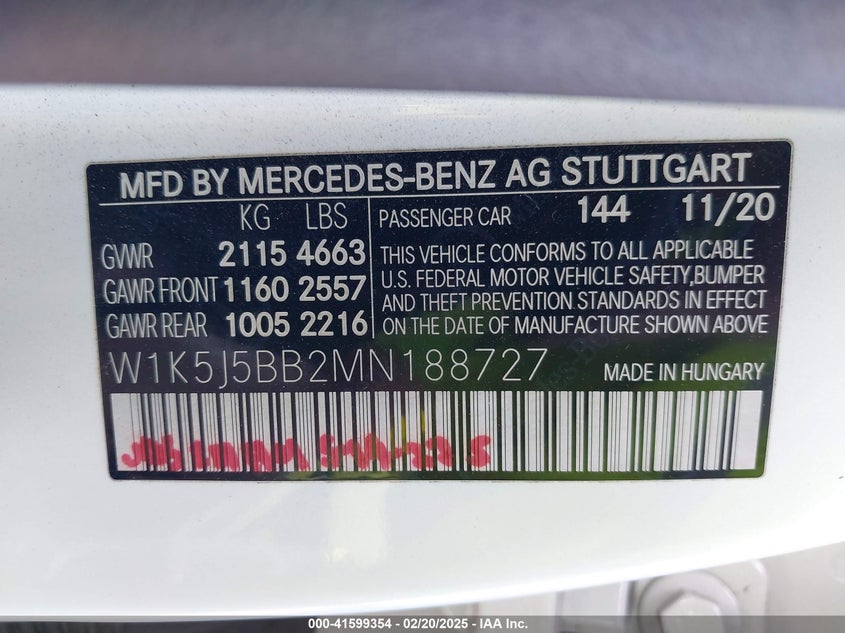 MFD BY MERCEDES-BENZ AG STUTTGART
KG LBS
GVWR 2115 4663
GAWR FRONT 1160 2557
GAWR REAR 1005 2216
PASSENGER CAR 144 11/20
THIS VEHICLE CONFORMS TO ALL APPLICABLE
U.S. FEDERAL MOTOR VEHICLE SAFETY,BUMPER
AND THEFT PREVENTION STANDARDS IN EFFECT
ON THE DATE OF MANUFACTURE SHOWN ABOVE
W1K5J5BB2MN188727 MADE IN HUNGARY
000-41599354 - 02/20/2025 - IAA Inc.